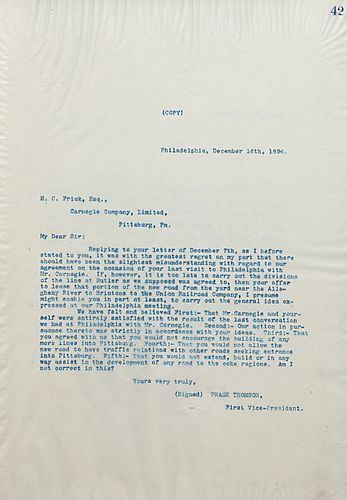 42
(COPY)
Philadelphia, December 16th, 1896.
H. C. Frick, Esq.,
Carnegie Company, Limited,
Pittsburg, Pa.
My Dear Sir:
Replying to your letter of December 7th, as I before
stated to you, it was with the greatest regret on my part that there
should have been the slightest misunderstanding with regard to our
agreement on the occasion of your last visit to Philadelphia with
Mr. Carnegie. If, however, it is too late to carry out the divisions
of the line at Butler as we supposed was agreed to, then your offer
to lease that portion of the new road from the yard near the Alle-
gheny River to Brintons to the Union Railroad Company, I presume
might enable you in part at least, to carry out the general idea ex-
pressed at our Philadelphia meeting.
We have felt and believed First:- That Mr. Carnegie and your-
self were entirely satisfied with the result of the last conversation
we had at Philadelphia with Mr. Carnegie. Second:- Our action in pur-
suance thereto was strictly in accordance with your ideas. Third:- That
you agreed with us that you would not encourage the building of any
more lines into Pittsburg. Fourth:- That you would not allow the
new road to have traffic relations with other roads seeking entrance
into Pittsburg. Fifth:- That you would not extend, build or in any
way assist in the development of any road to the coke regions. Am I
not correct in this?
Yours very truly,
(Signed) FRANK THOMSON,
First Vice-President.